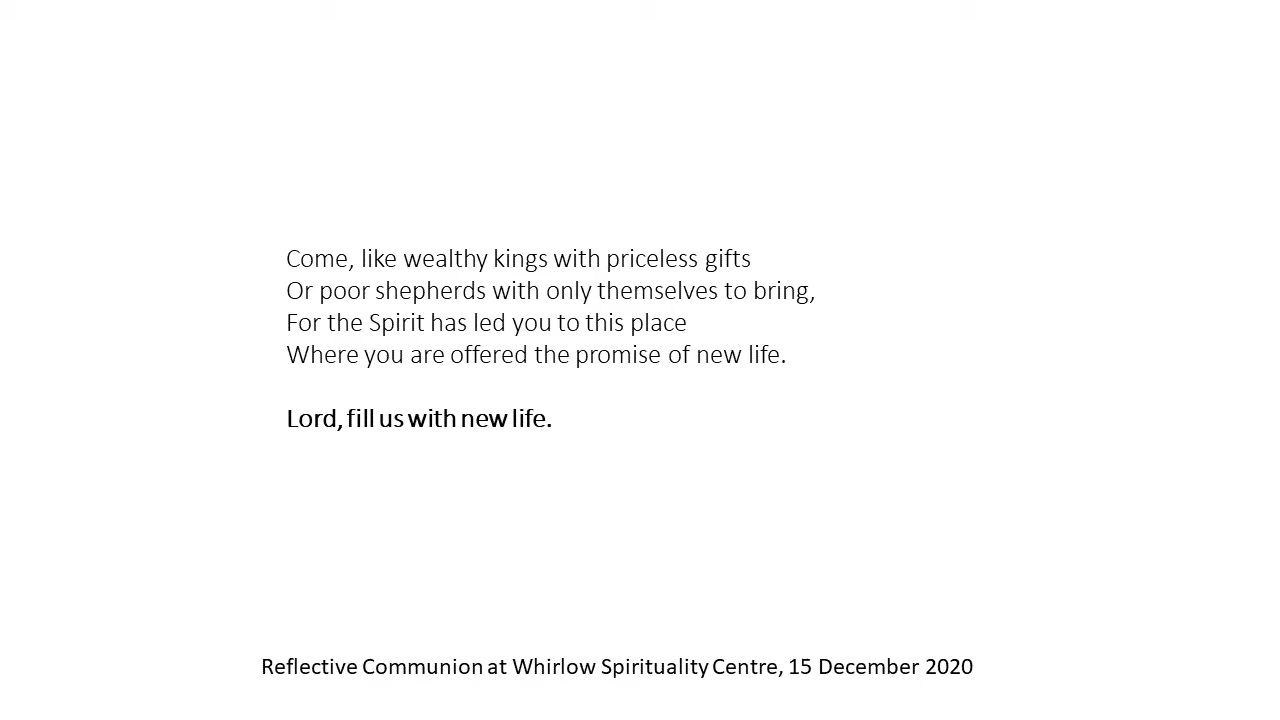 Come, like wealthy kings with priceless gifts
Or poor shepherds with only themselves to bring,
For the Spirit has led you to this place
Where you are offered the promise of new life.
Lord, fill us with new life.
Reflective Communion at Whirlow Spirituality Centre, 15 December 2020